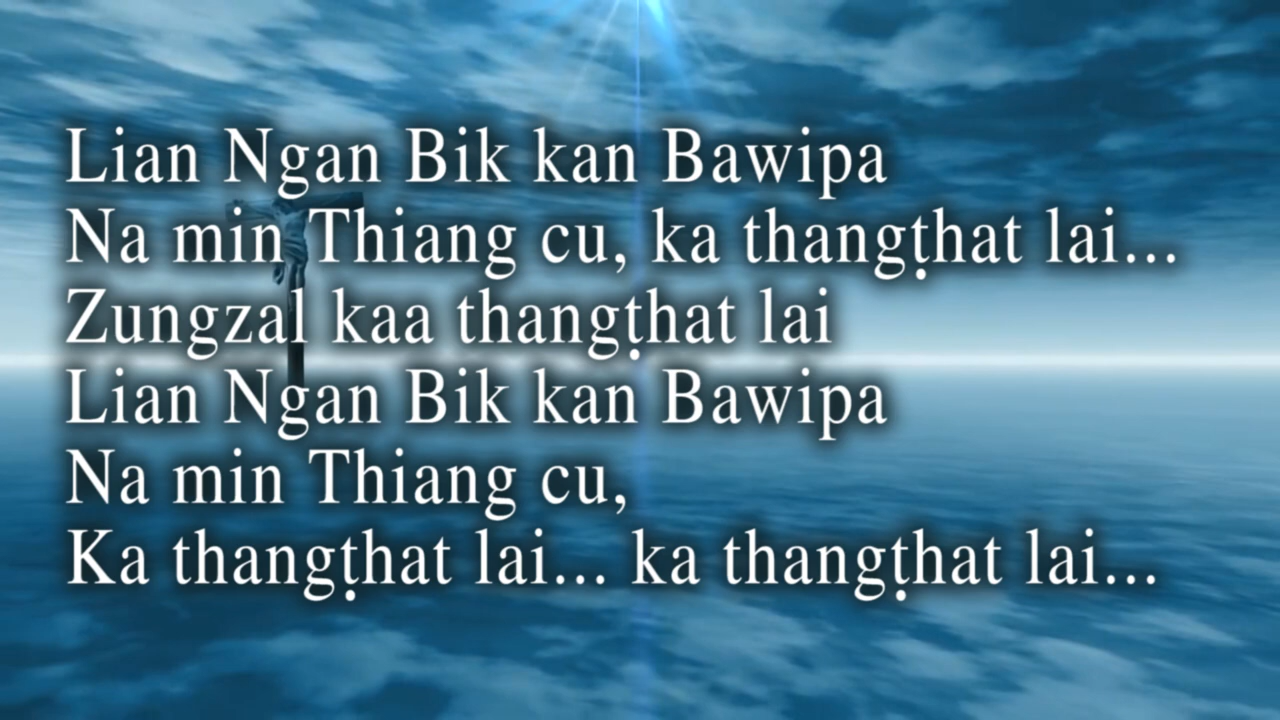 Lian Ngan Bik kan Bawipa
Na min Thiang cu, ka thangṭhat lai...
Zungzal kaa thangṭhat lai
Lian Ngan Bik kan Bawipa
Na min Thiang cu,
Ka thangṭhat lai... ka thangṭhat lai...